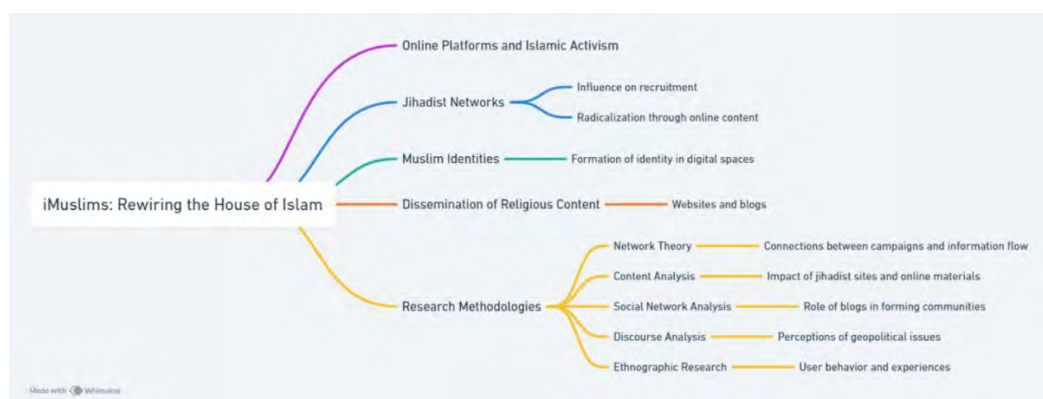 Online Platforms and Islamic Activism
Jihadist Networks
Influence on recruitment
Radicalization through online content
Muslim Identities
Formation of identity in digital spaces
iMuslims: Rewiring the House of Islam
Dissemination of Religious Content
Websites and blogs
Research Methodologies
Network Theory
Connections between campaigns and information flow
Content Analysis
Impact of jihadist sites and online materials
Social Network Analysis
Role of blogs in forming communities
Discourse Analysis
Perceptions of geopolitical issues
Ethnographic Research
User behavior and experiences
Made with Whimsical